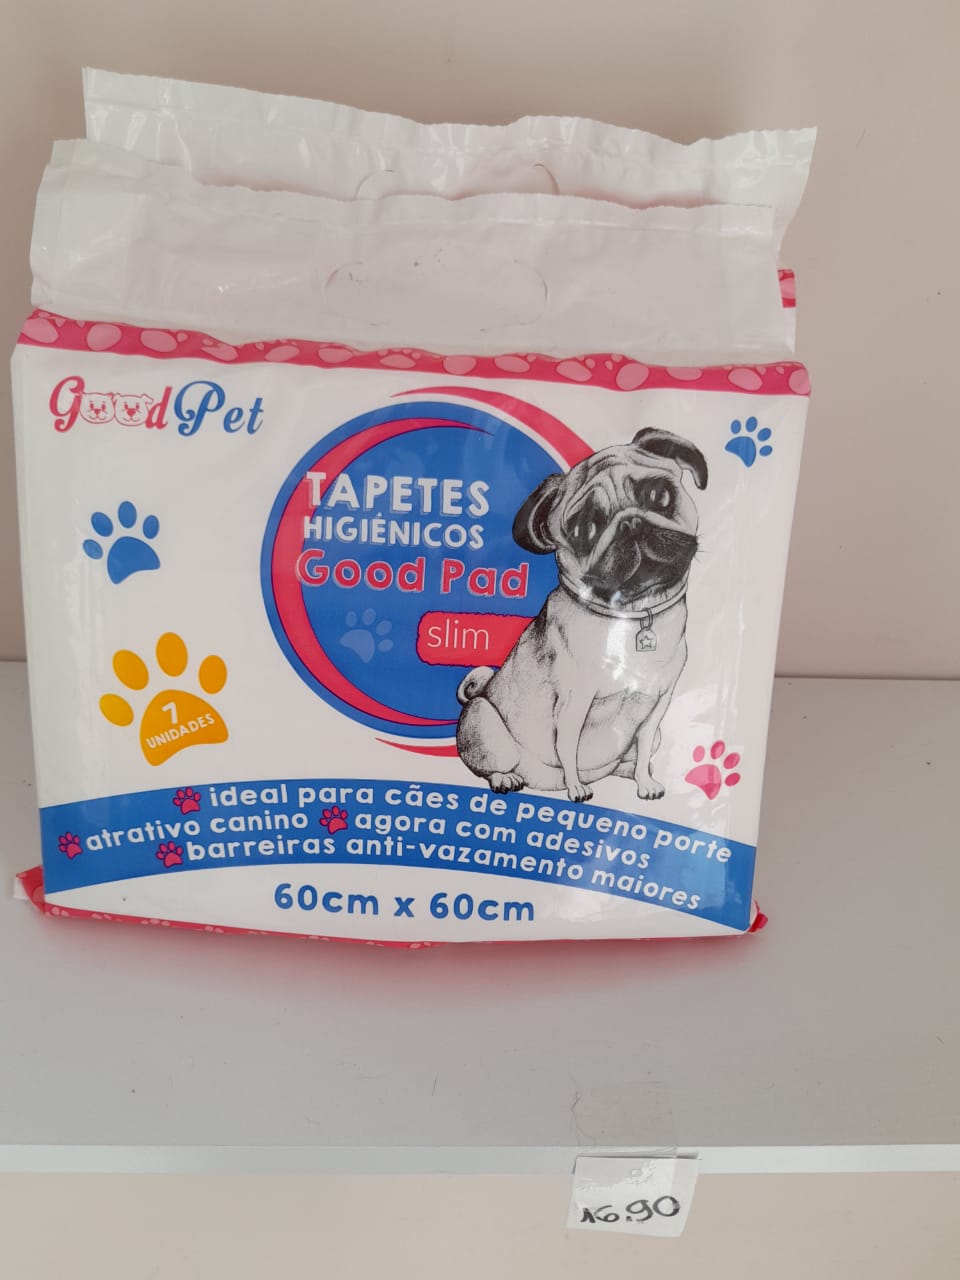 GoodPet
TAPETES
HIGIÊNICOS
Good Pad
slim
7
UNIDADES
ideal para cães de pequeno porte
atrativo canino agora com adesivos
barreiras anti-vazamento maiores
60cm x 60cm
16,90